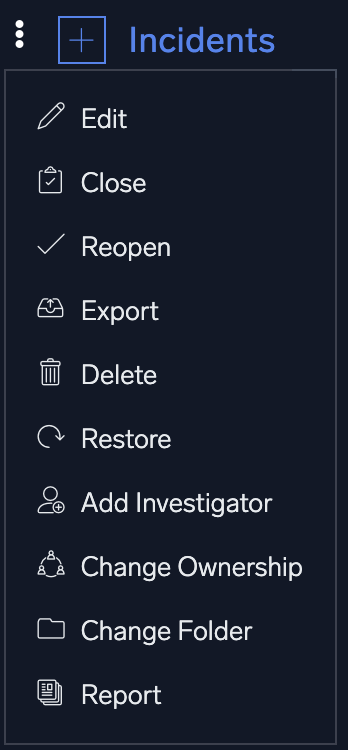 Incidents
Edit
Close
Reopen
Export
Delete
Restore
Add Investigator
Change Ownership
Change Folder
Report